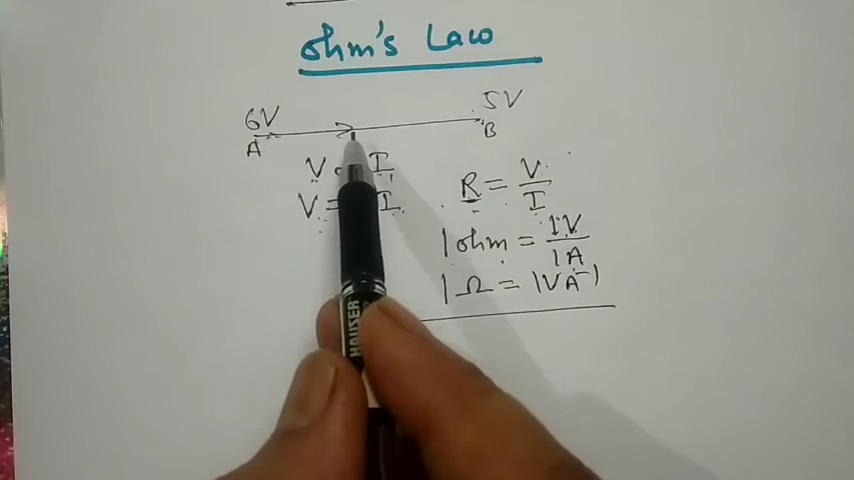 ohm's Law
6V 5V
A B
V I
V = I
R = V/I
1 ohm = 1V/1A
1 Ω = 1VA⁻¹
HAUSER